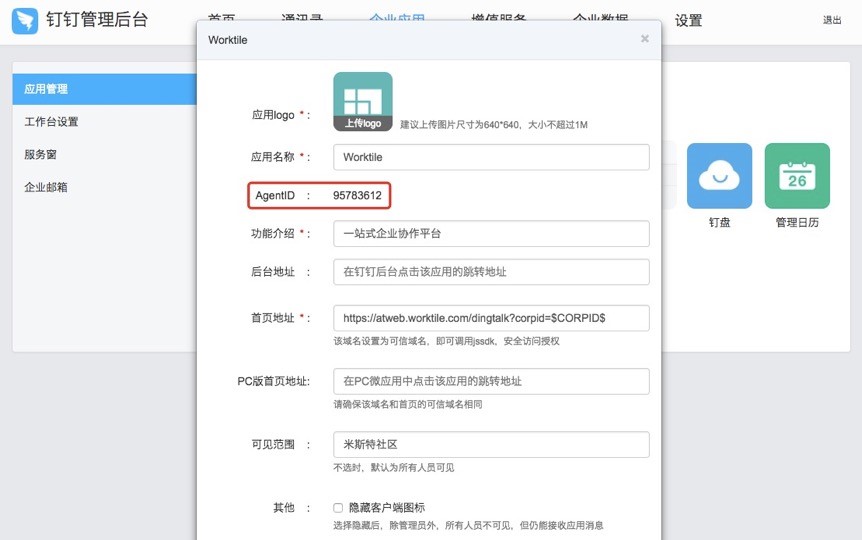 钉钉管理后台
首页 通讯录 企业应用 增值服务 企业数据 设置 退出
Worktile ×
应用管理
工作台设置
服务窗
企业邮箱
应用logo * :
上传logo
建议上传图片尺寸为640*640，大小不超过1M
应用名称 * : Worktile
AgentID : 95783612
功能介绍 * : 一站式企业协作平台
后台地址 : 在钉钉后台点击该应用的跳转地址
首页地址 * : https://atweb.worktile.com/dingtalk?corpid=$CORPID$
该域名设置为可信域名，即可调用jssdk，安全访问授权
PC版首页地址: 在PC微应用中点击该应用的跳转地址
请确保该域名和首页的可信域名相同
可见范围 : 米斯特社区
不选时，默认为所有人员可见
其他 : 隐藏客户端图标
选择隐藏后，除管理员外，所有人员不可见，但仍能接收应用消息
26
钉盘 管理日历